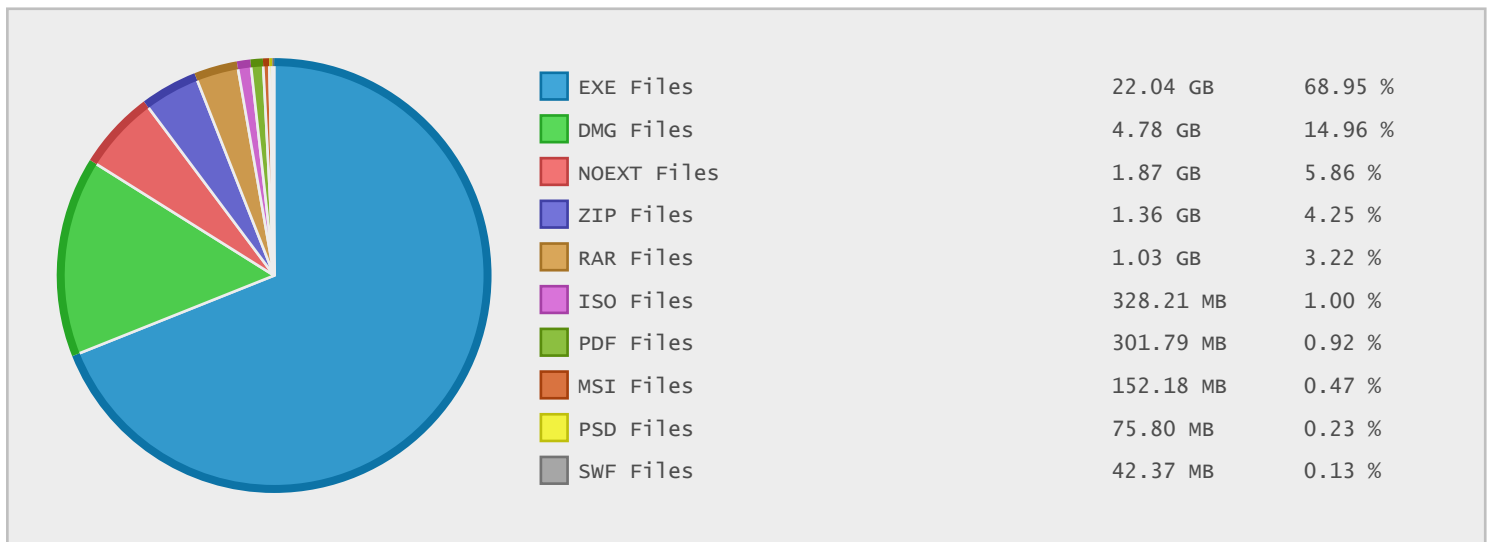 EXE Files 22.04 GB 68.95 %
DMG Files 4.78 GB 14.96 %
NOEXT Files 1.87 GB 5.86 %
ZIP Files 1.36 GB 4.25 %
RAR Files 1.03 GB 3.22 %
ISO Files 328.21 MB 1.00 %
PDF Files 301.79 MB 0.92 %
MSI Files 152.18 MB 0.47 %
PSD Files 75.80 MB 0.23 %
SWF Files 42.37 MB 0.13 %